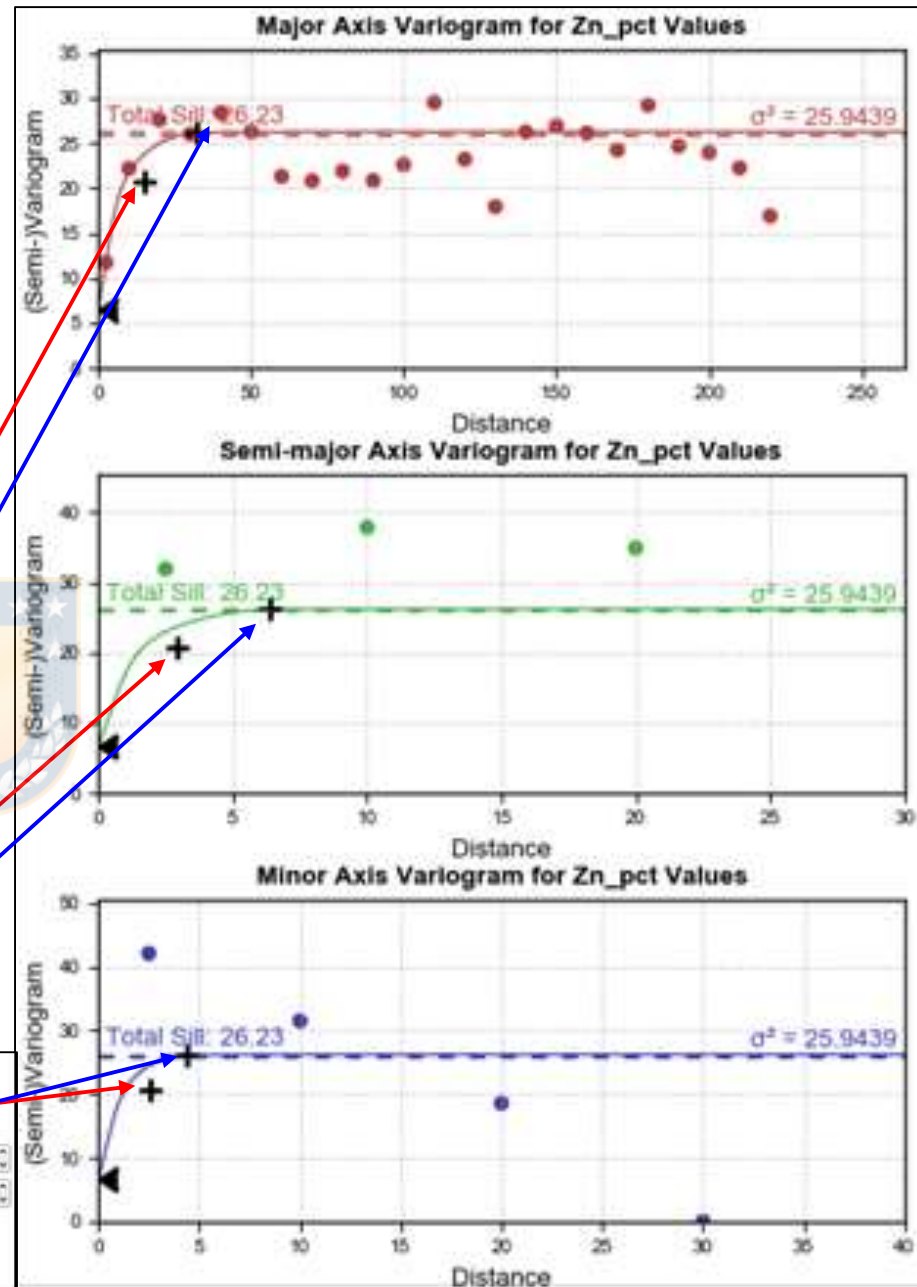 Major Axis Variogram for Zn_pct Values
35
30
25
20
15
10
5
0
(Semi-)Variogram
Total Sill: 26,23
σ² = 25.9439
0 50 100 150 200 250
Distance
Semi-major Axis Variogram for Zn_pct Values
40
30
20
10
0
(Semi-)Variogram
Total Sill: 26,23
σ² = 25.9439
0 5 10 15 20 25 30
Distance
Minor Axis Variogram for Zn_pct Values
50
40
30
20
10
0
(Semi-)Variogram
Total Sill: 26,23
σ² = 25.9439
0 5 10 15 20 25 30 35 40
Distance